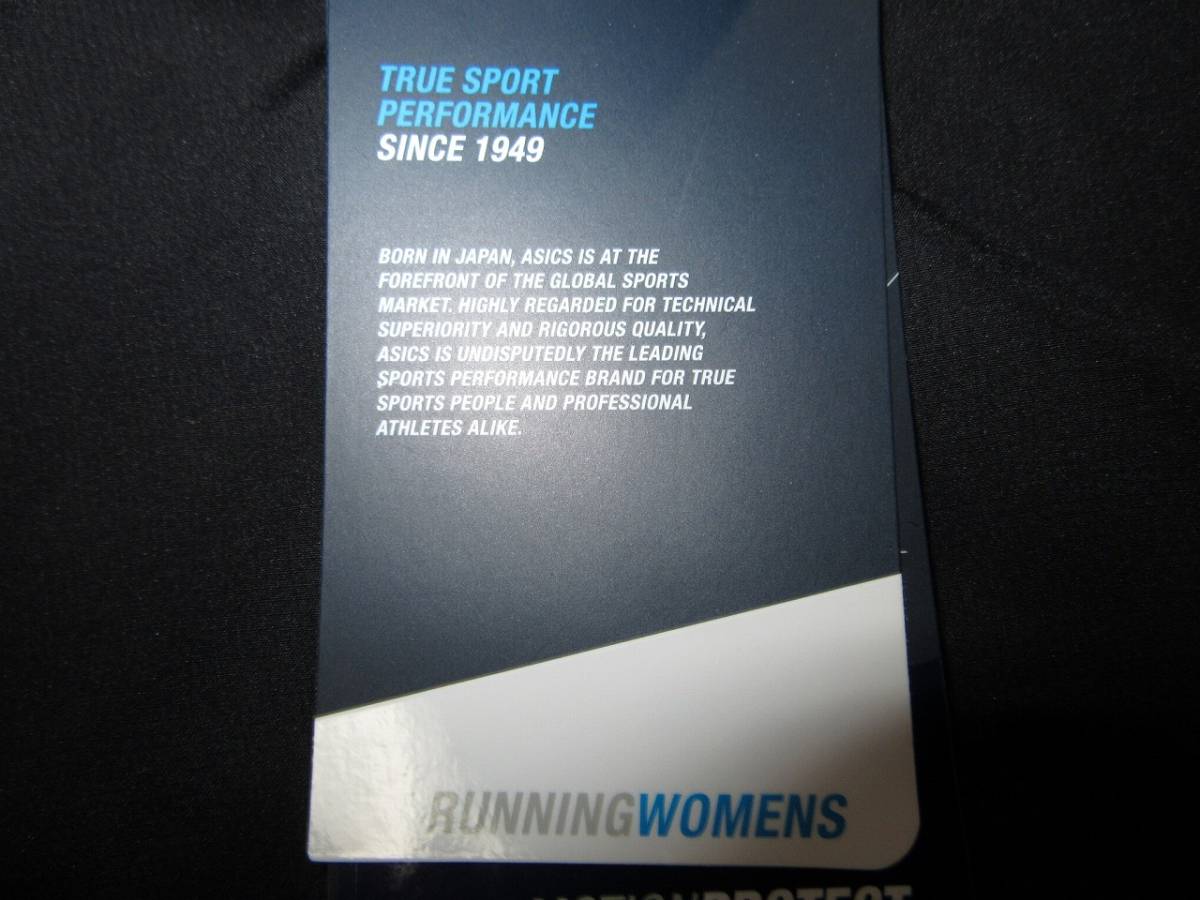 TRUE SPORT
PERFORMANCE
SINCE 1949
BORN IN JAPAN, ASICS IS AT THE
FOREFRONT OF THE GLOBAL SPORTS
MARKET. HIGHLY REGARDED FOR TECHNICAL
SUPERIORITY AND RIGOROUS QUALITY,
ASICS IS UNDISPUTEDLY THE LEADING
SPORTS PERFORMANCE BRAND FOR TRUE
SPORTS PEOPLE AND PROFESSIONAL
ATHLETES ALIKE.
RUNNINGWOMENS